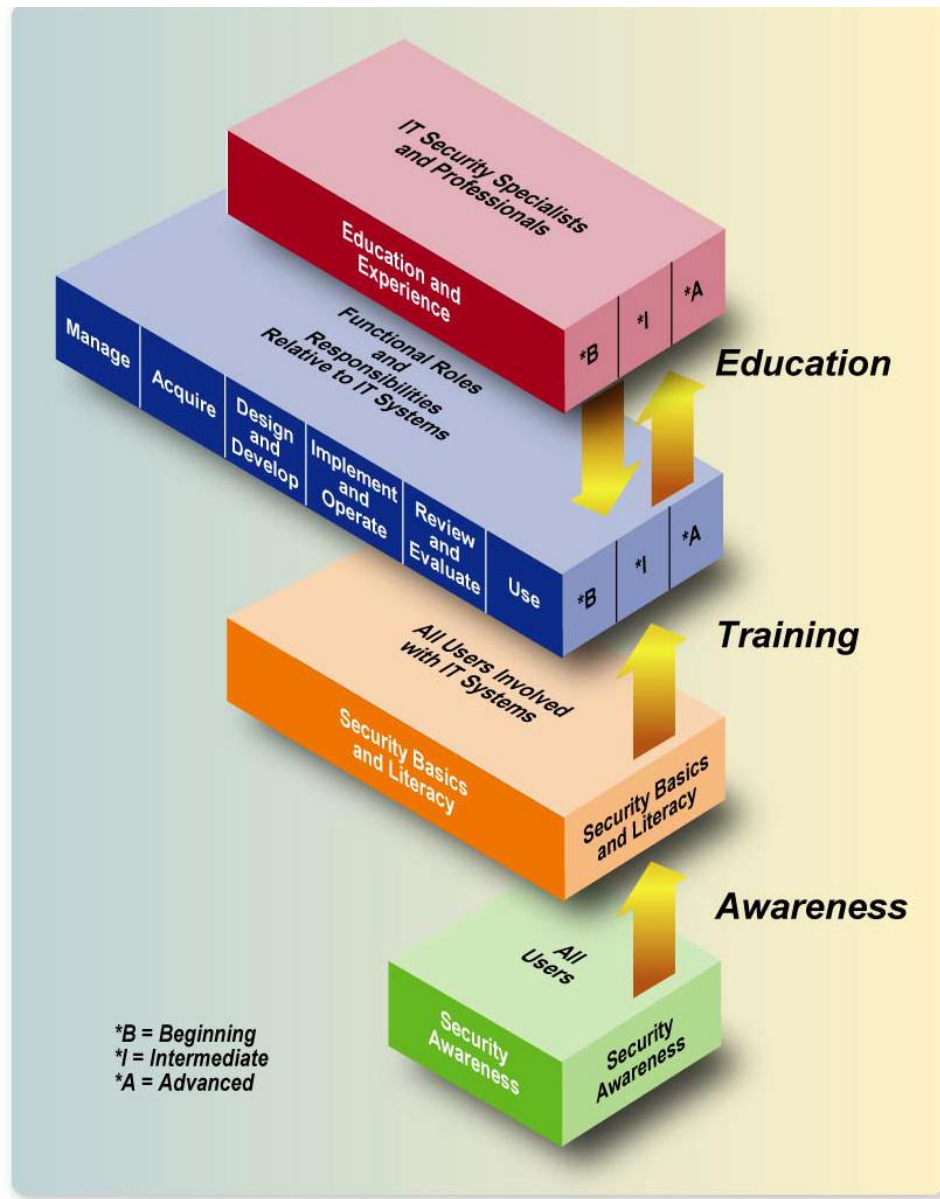 IT Security Specialists
and Professionals
Education and
Experience
*B
*I
*A
Education
Functional Roles
and
Responsibilities
Relative to IT Systems
Manage
Acquire
Design
and
Develop
Implement
and
Operate
Review
and
Evaluate
Use
*B
*I
*A
Training
All Users Involved
with IT Systems
Security Basics
and Literacy
Security Basics
and Literacy
Awareness
All
Users
Security
Awareness
Security
Awareness
*B = Beginning
*I = Intermediate
*A = Advanced